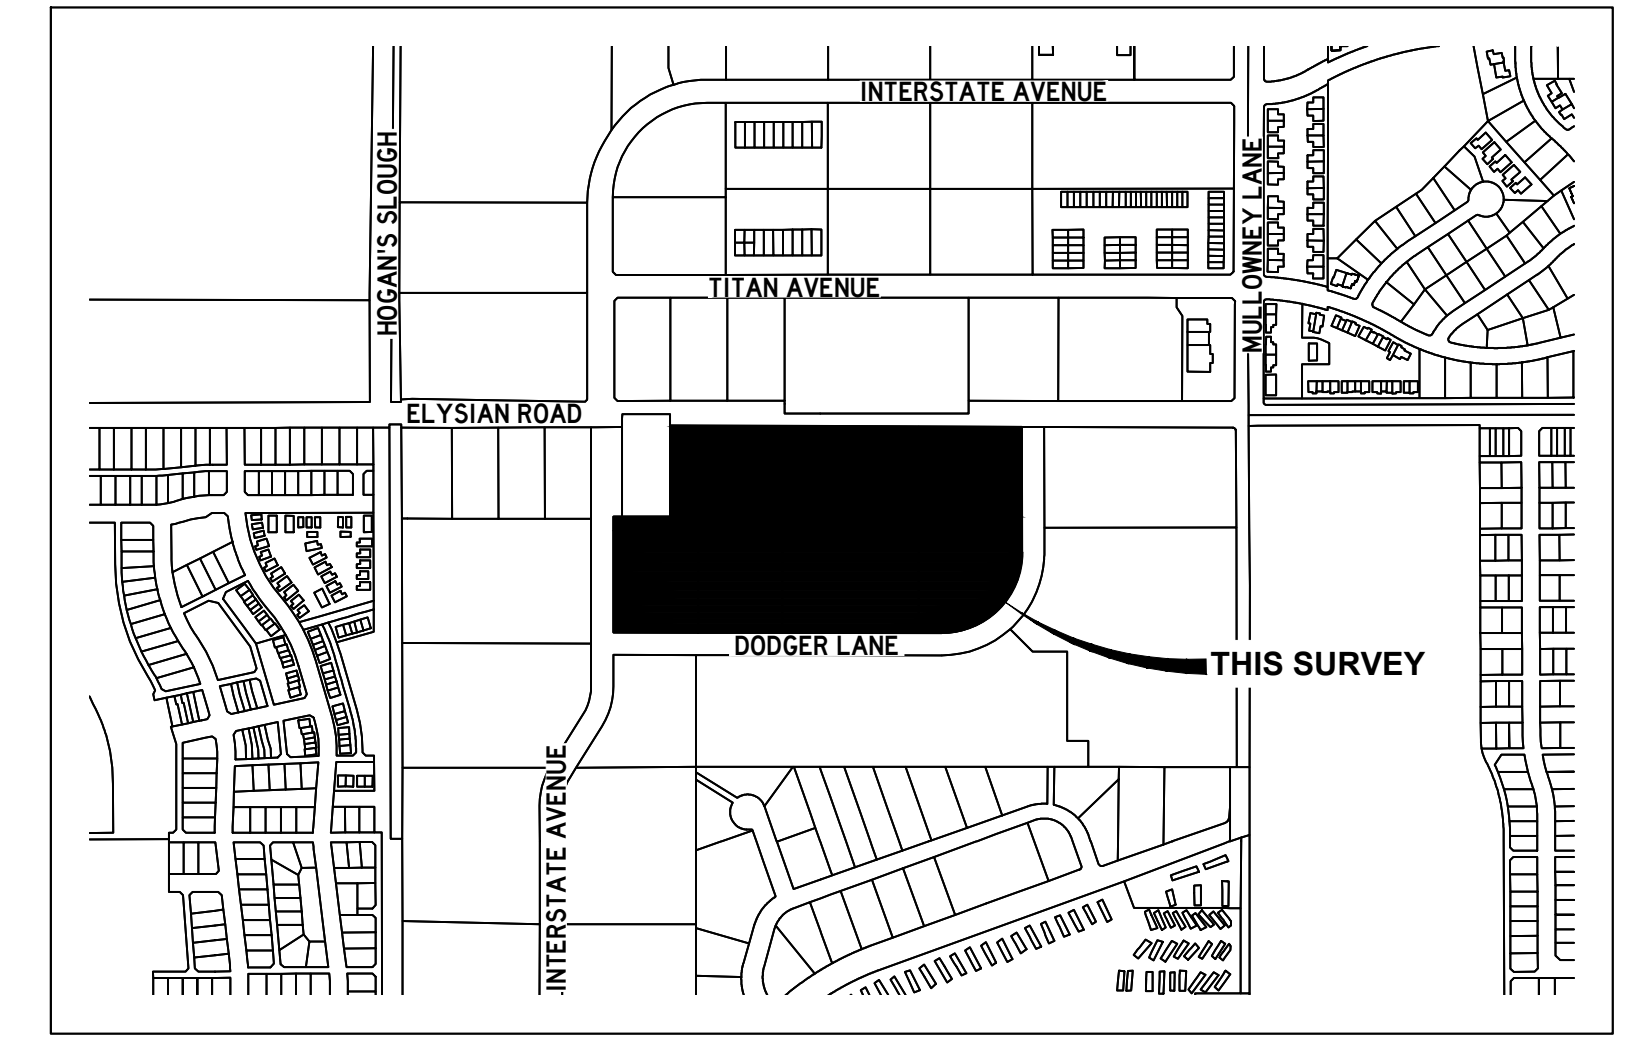 INTERSTATE AVENUE
HOGAN'S SLOUGH
MULLOWNEY LANE
TITAN AVENUE
ELYSIAN ROAD
DODGER LANE
THIS SURVEY
INTERSTATE AVENUE